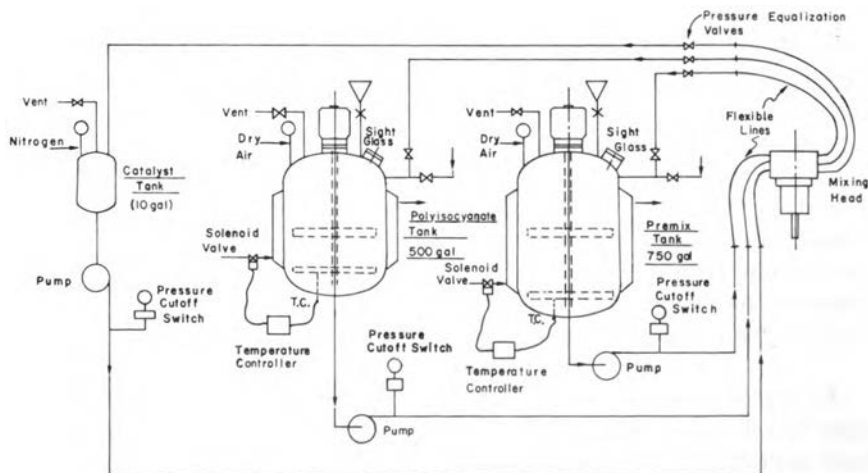 Pressure Equalization
Valves
Vent
Nitrogen
Catalyst
Tank
(10 gal)
Pump
Pressure
Cutoff
Switch
Vent
Dry
Air
Sight
Glass
Solenoid
Valve
Polyisocyanate
Tank
500 gal
T.C.
Temperature
Controller
Pressure
Cutoff Switch
Pump
Vent
Dry
Air
Sight
Glass
Solenoid
Valve
Premix
Tank
750 gal
T.C.
Temperature
Controller
Pressure
Cutoff
Switch
Pump
Flexible
Lines
Mixing
Head